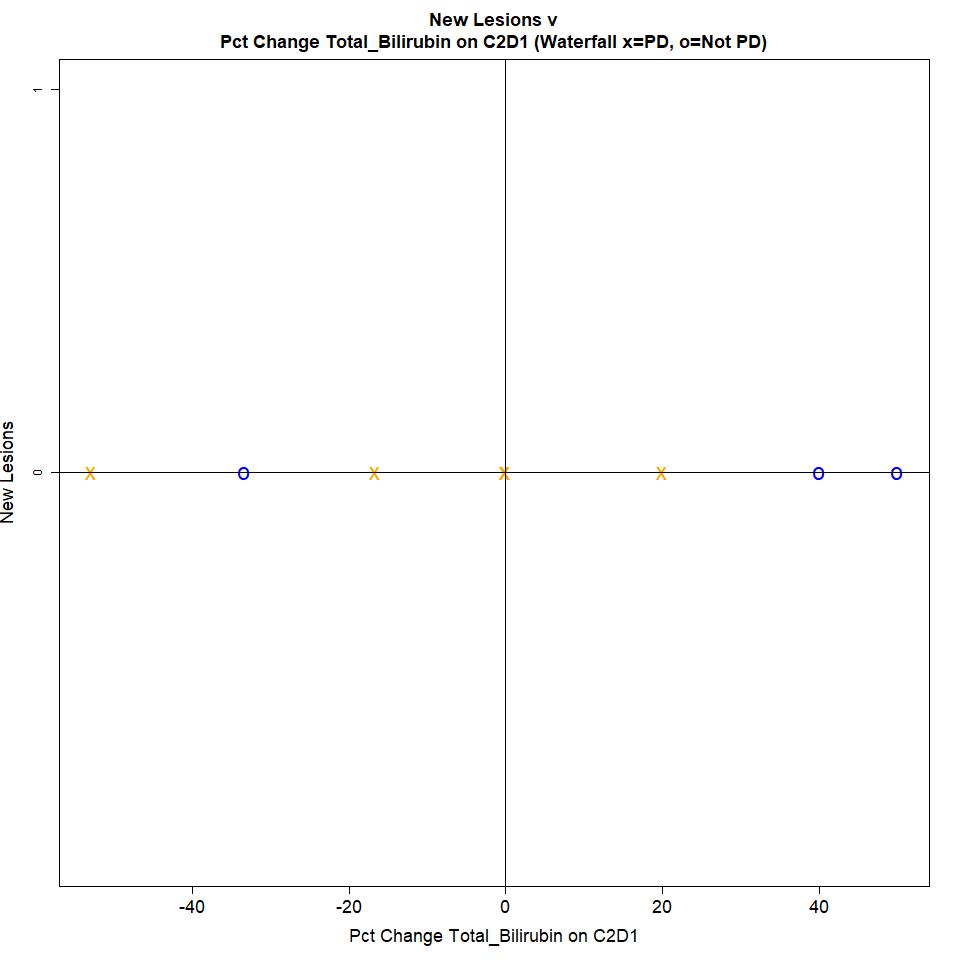 New Lesions v
Pct Change Total_Bilirubin on C2D1 (Waterfall x=PD, o=Not PD)
1
New Lesions
0
x o x x x o o
-40 -20 0 20 40
Pct Change Total_Bilirubin on C2D1